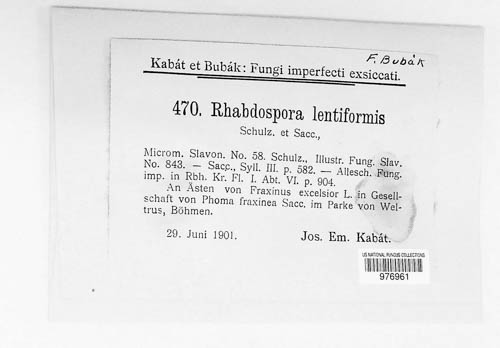 F. Bubák
Kabát et Bubák: Fungi imperfecti exsiccati.
470. Rhabdospora lentiformis
Schulz. et Sacc.,
Microm. Slavon. No. 58. Schulz., Illustr. Fung. Slav.
No. 843. — Sacc., Syll. III. p. 582. — Allesch. Fung.
imp. in Rbh. Kr. Fl. I. Abt. VI. p. 904.
An Ästen von Fraxinus excelsior L. in Gesell-
schaft von Phoma fraxinea Sacc. im Parke von Wel-
trus, Böhmen.
29. Juni 1901. Jos. Em. Kabát.
US NATIONAL FUNGUS COLLECTIONS
976961